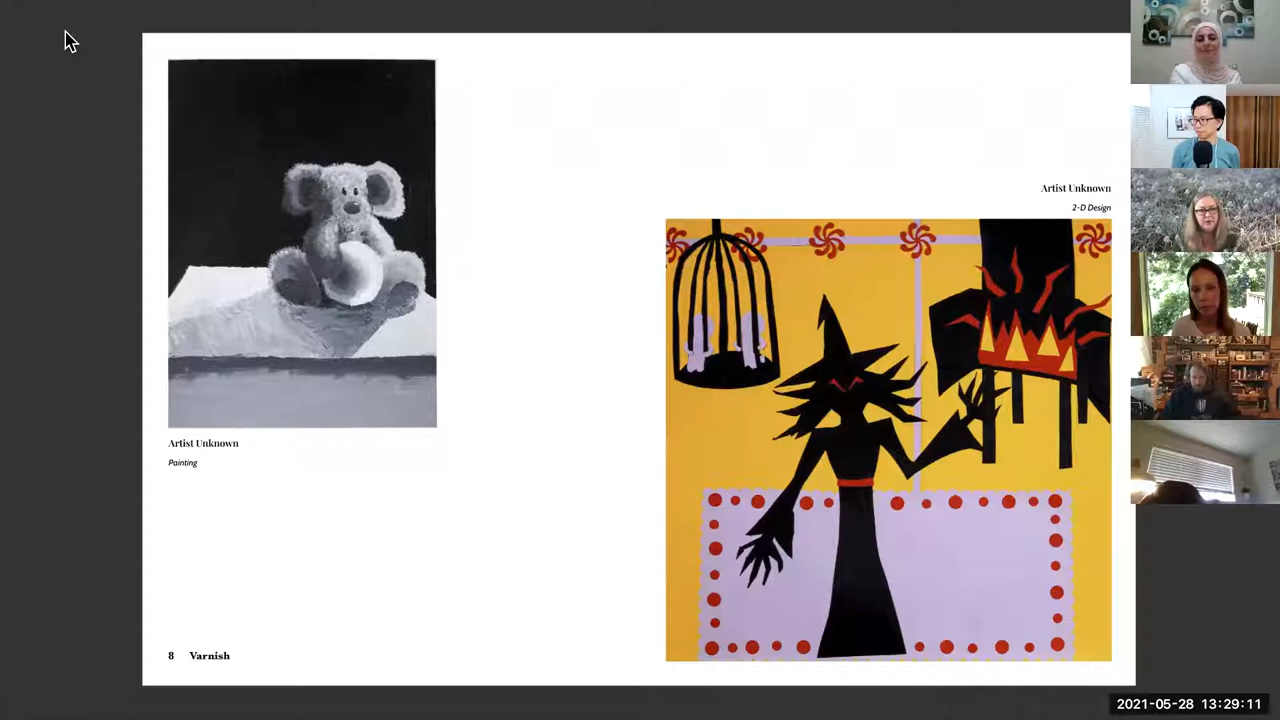 Artist Unknown
Painting
Artist Unknown
2-D Design
8 Varnish
2021-05-28 13:29:11